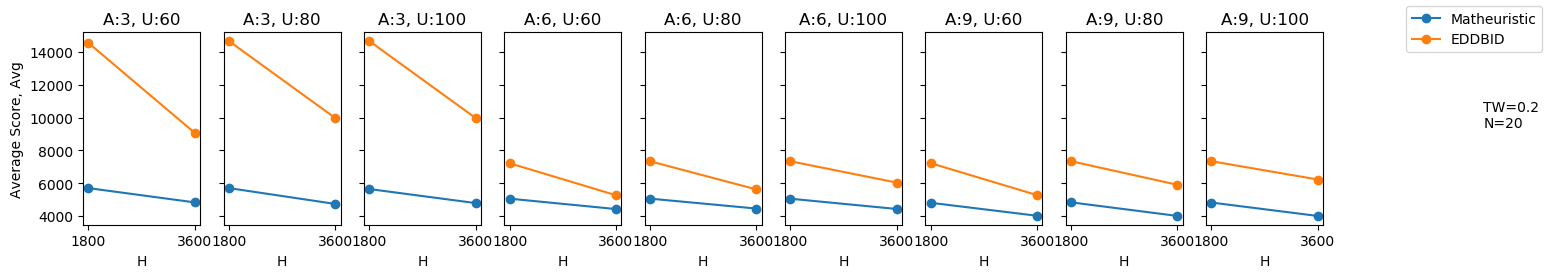 A:3, U:60
A:3, U:80
A:3, U:100
A:6, U:60
A:6, U:80
A:6, U:100
A:9, U:60
A:9, U:80
A:9, U:100
Matheuristic
EDDBID
TW=0.2
N=20
Average Score, Avg
14000
12000
10000
8000
6000
4000
1800 3600
1800 3600
1800 3600
1800 3600
1800 3600
1800 3600
1800 3600
1800 3600
1800 3600
H
H
H
H
H
H
H
H
H